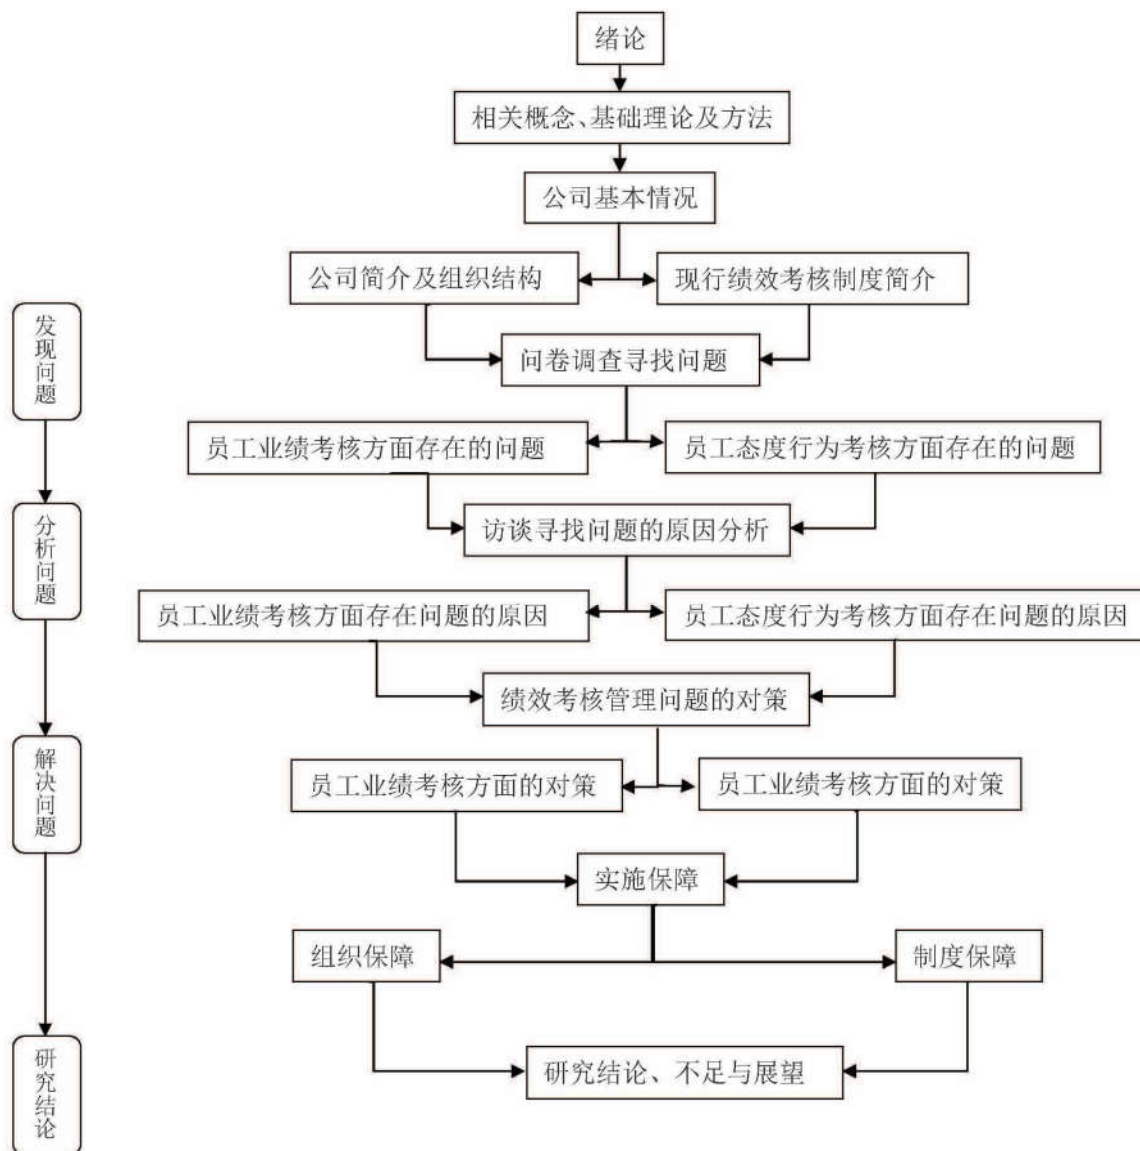 绪论
相关概念、基础理论及方法
公司基本情况
公司简介及组织结构
现行绩效考核制度简介
发现问题
问卷调查寻找问题
员工业绩考核方面存在的问题
员工态度行为考核方面存在的问题
分析问题
访谈寻找问题的原因分析
员工业绩考核方面存在问题的原因
员工态度行为考核方面存在问题的原因
绩效考核管理问题的对策
解决问题
员工业绩考核方面的对策
员工业绩考核方面的对策
实施保障
组织保障
制度保障
研究结论
研究结论、不足与展望